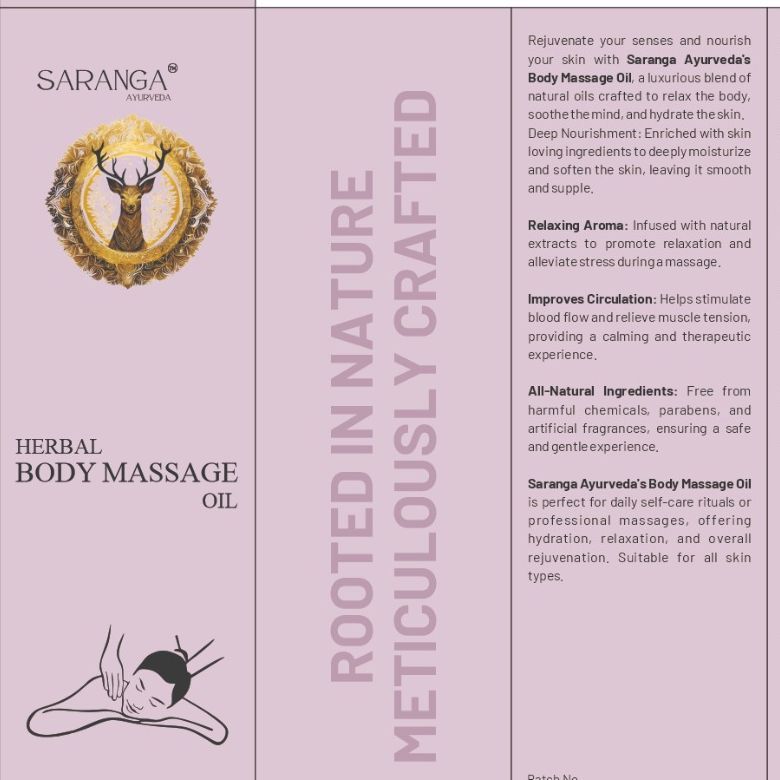 SARANGA™
AYURVEDA
HERBAL
BODY MASSAGE
OIL
ROOTED IN NATURE
METICULOUSLY CRAFTED
Rejuvenate your senses and nourish
your skin with Saranga Ayurveda's
Body Massage Oil, a luxurious blend of
natural oils crafted to relax the body,
soothe the mind, and hydrate the skin.
Deep Nourishment: Enriched with skin
loving ingredients to deeply moisturize
and soften the skin, leaving it smooth
and supple.
Relaxing Aroma: Infused with natural
extracts to promote relaxation and
alleviate stress during a massage.
Improves Circulation: Helps stimulate
blood flow and relieve muscle tension,
providing a calming and therapeutic
experience.
All-Natural Ingredients: Free from
harmful chemicals, parabens, and
artificial fragrances, ensuring a safe
and gentle experience.
Saranga Ayurveda's Body Massage Oil
is perfect for daily self-care rituals or
professional massages, offering
hydration, relaxation, and overall
rejuvenation. Suitable for all skin
types.
Batch No